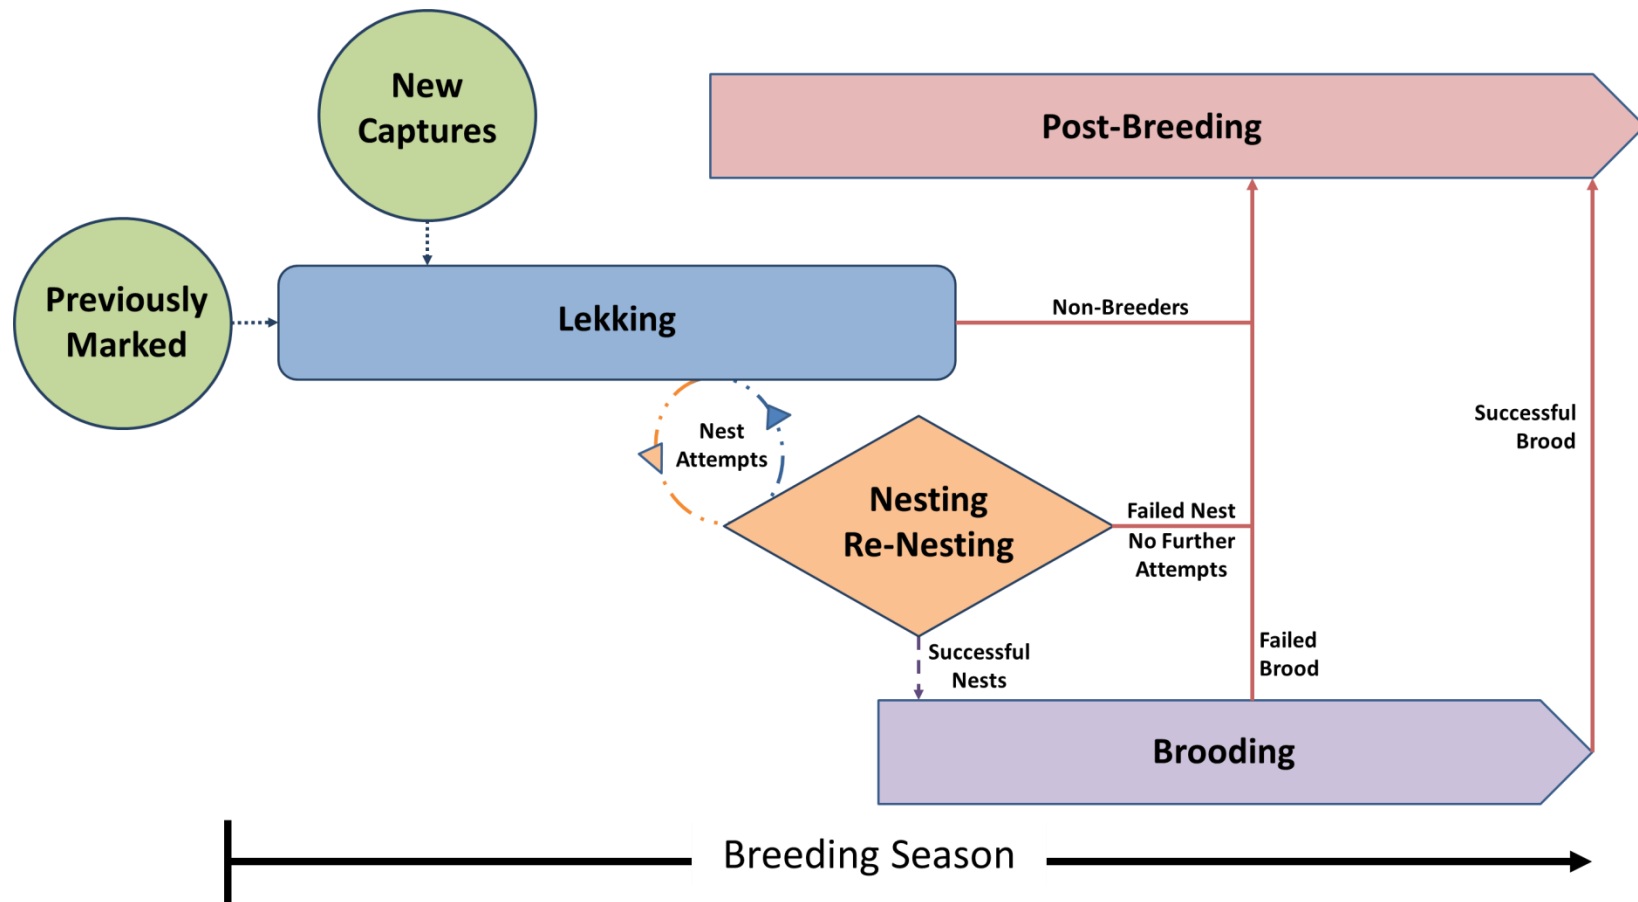 New
Captures
Post-Breeding
Previously
Marked
Lekking
Non-Breeders
Nest
Attempts
Successful
Brood
Nesting
Re-Nesting
Failed Nest
No Further
Attempts
Successful
Nests
Failed
Brood
Brooding
Breeding Season